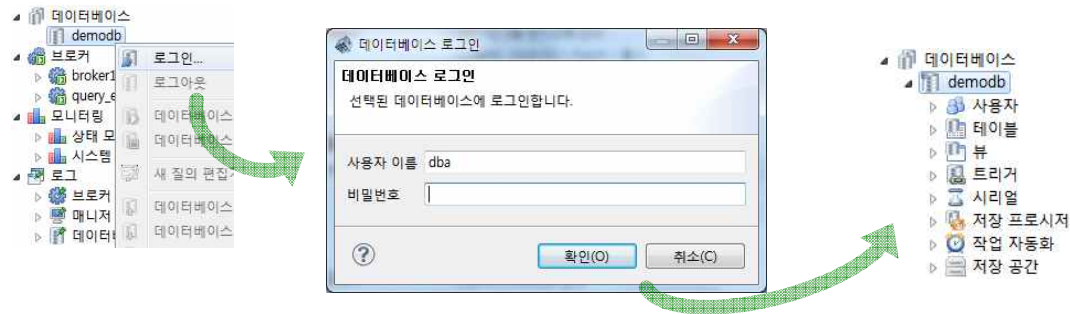 데이터베이스
demodb
브로커
broker1
query_e
모니터링
상태 모
시스템
로그
브로커
매니저
데이터
로그인...
로그아웃
데이터베이스
데이터베이스
새 질의 편집
데이터베이스
데이터베이스
데이터베이스 로그인
데이터베이스 로그인
선택된 데이터베이스에 로그인합니다.
사용자 이름 dba
비밀번호
확인(O) 취소(C)
데이터베이스
demodb
사용자
테이블
뷰
트리거
시리얼
저장 프로시저
작업 자동화
저장 공간